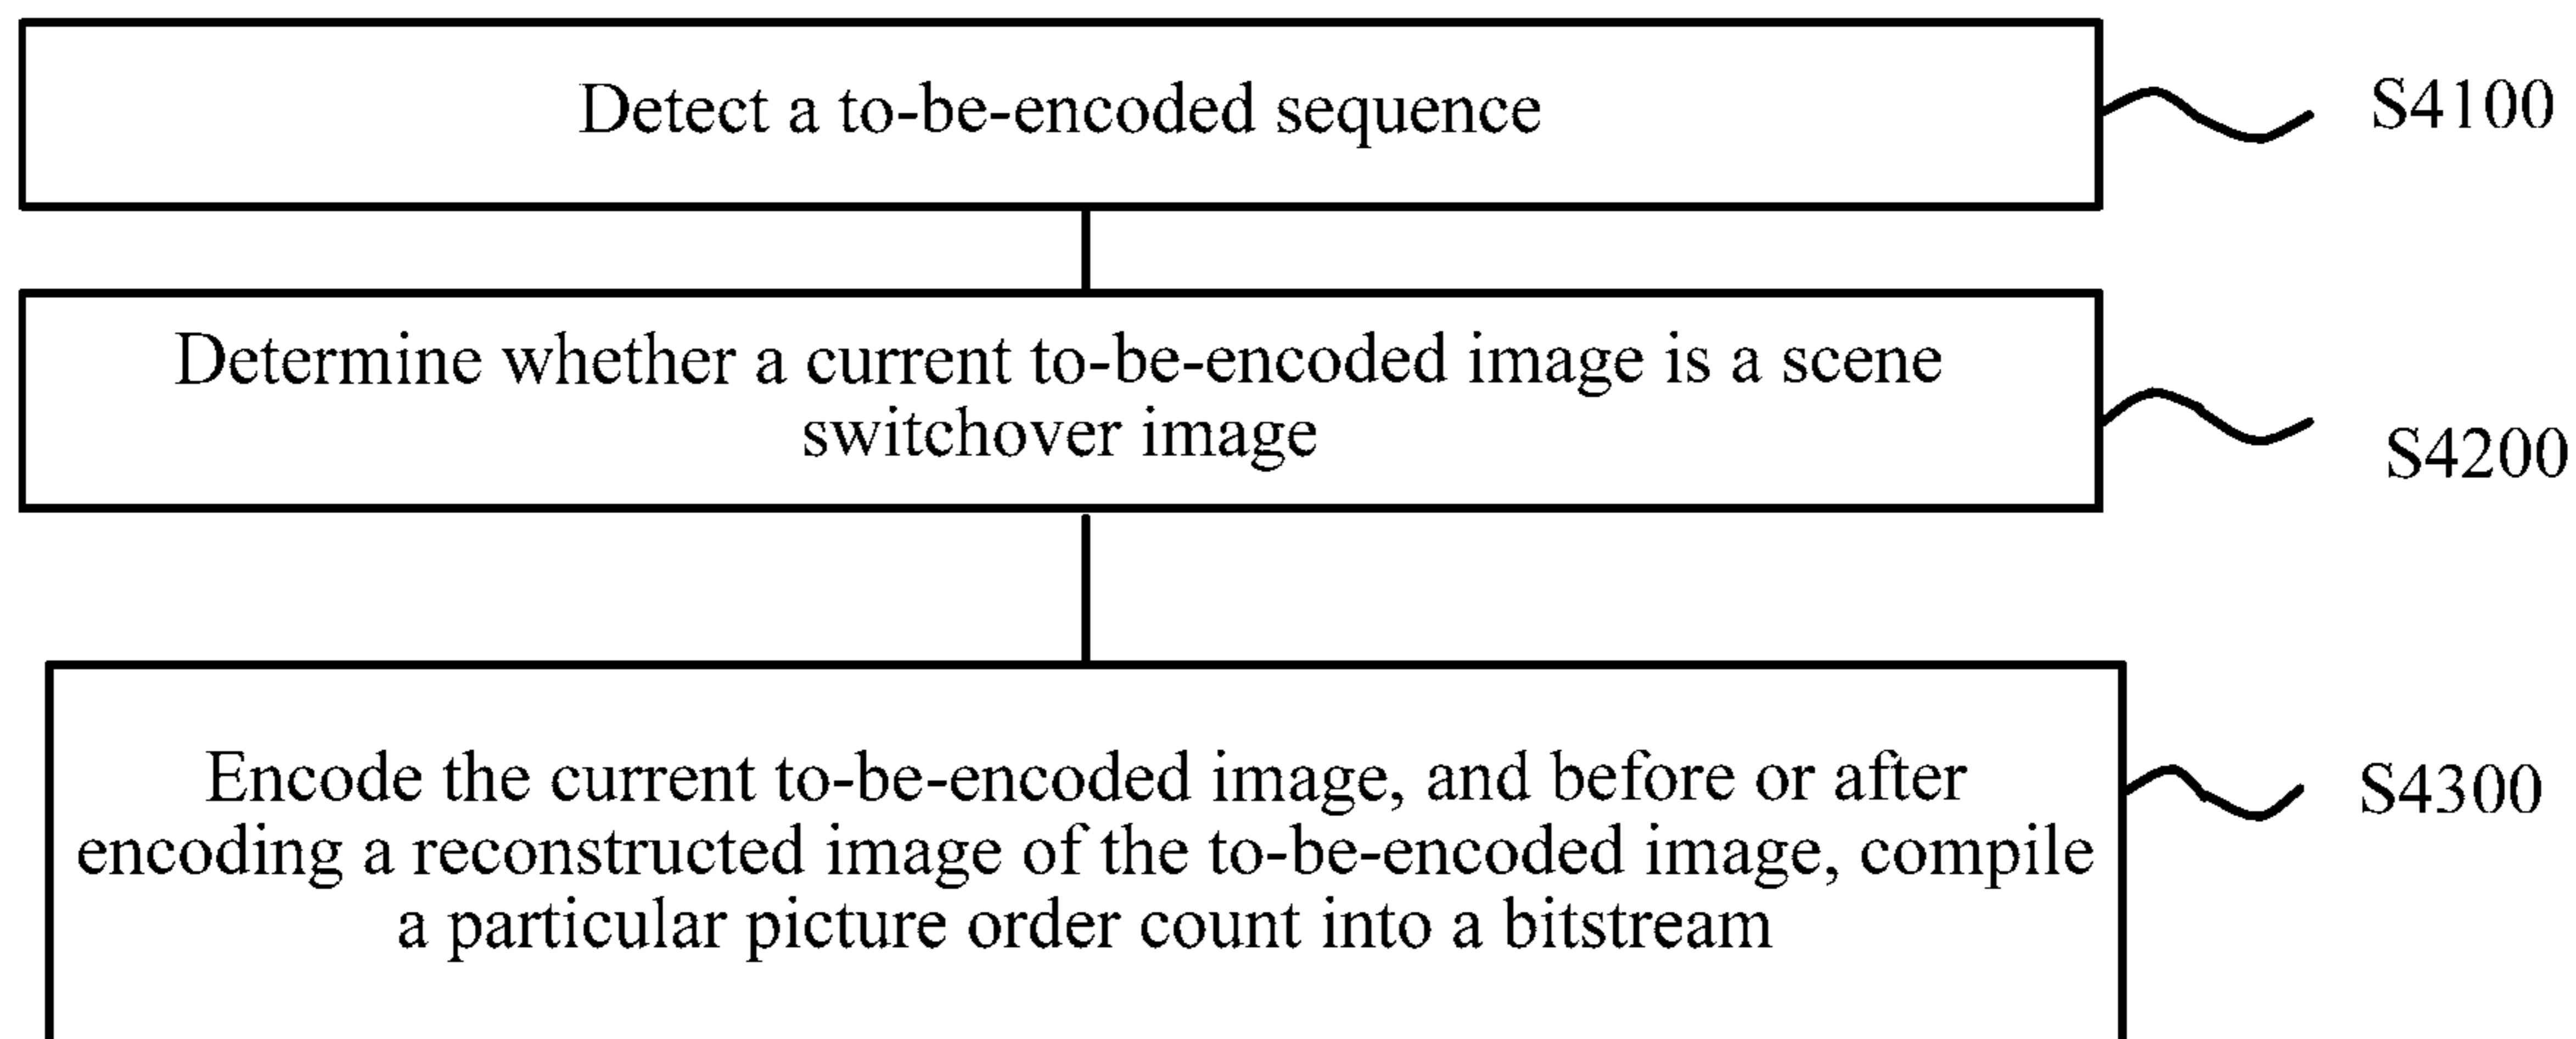 Detect a to-be-encoded sequence
S4100
Determine whether a current to-be-encoded image is a scene
switchover image
S4200
Encode the current to-be-encoded image, and before or after
encoding a reconstructed image of the to-be-encoded image, compile
a particular picture order count into a bitstream
S4300